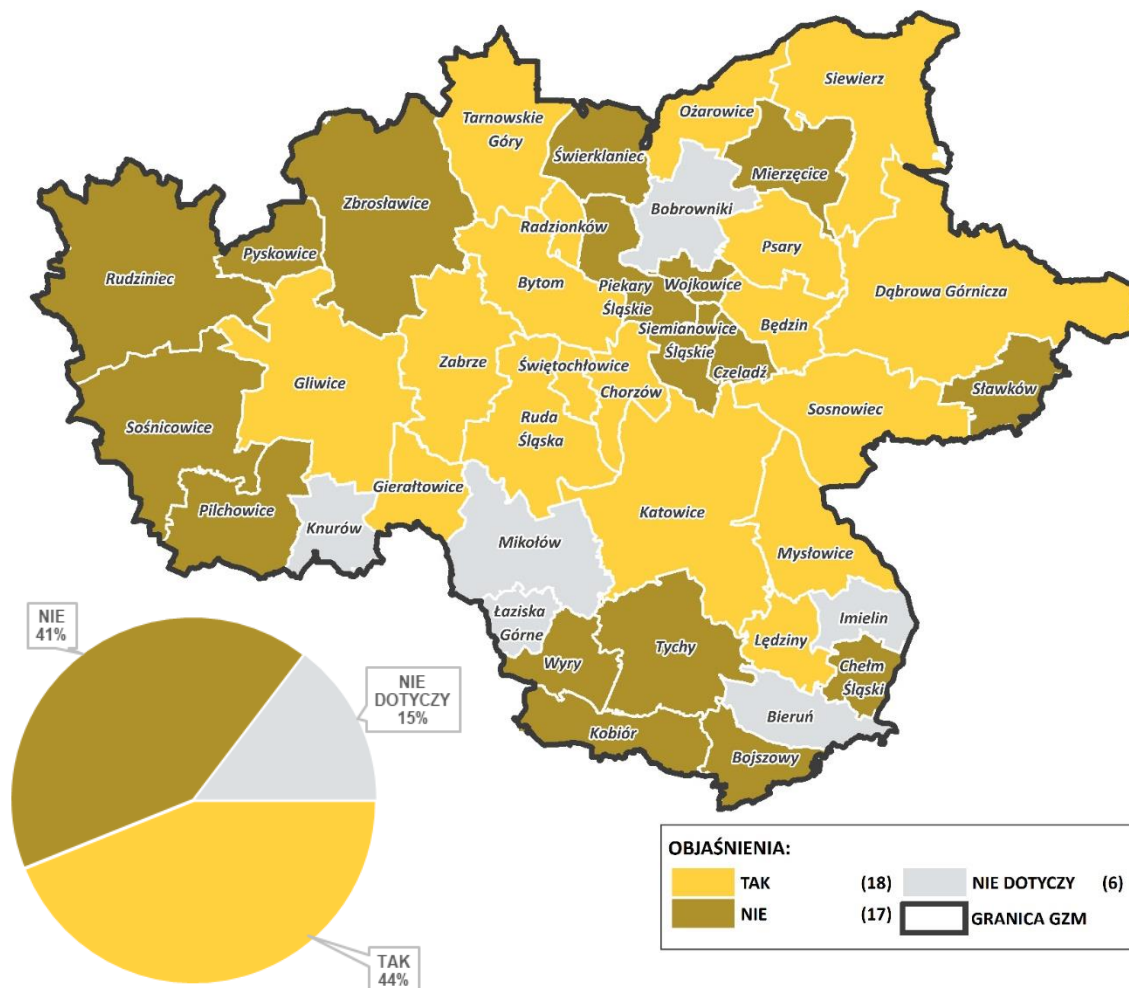 Siewierz
Ożarowice
Tarnowskie
Góry
Świerklaniec
Mierzęcice
Zbrosławice
Bobrowniki
Radzionków
Psary
Pyskowice
Rudziniec
Bytom
Piekary
Śląskie
Wojkowice
Dąbrowa Górnicza
Siemianowice
Śląskie
Będzin
Zabrze
Świętochłowice
Czeladź
Gliwice
Chorzów
Sławków
Sośnicowice
Ruda
Śląska
Sosnowiec
Gierałtowice
Pilchowice
Knurów
Katowice
Mikołów
Mysłowice
Łaziska
Górne
Imielin
Lędziny
Tychy
Wyry
Chełm
Śląski
Bieruń
Kobiór
Bojszowy
NIE
41%
NIE
DOTYCZY
15%
TAK
44%
OBJAŚNIENIA:
TAK (18) NIE DOTYCZY (6)
NIE (17) GRANICA GZM